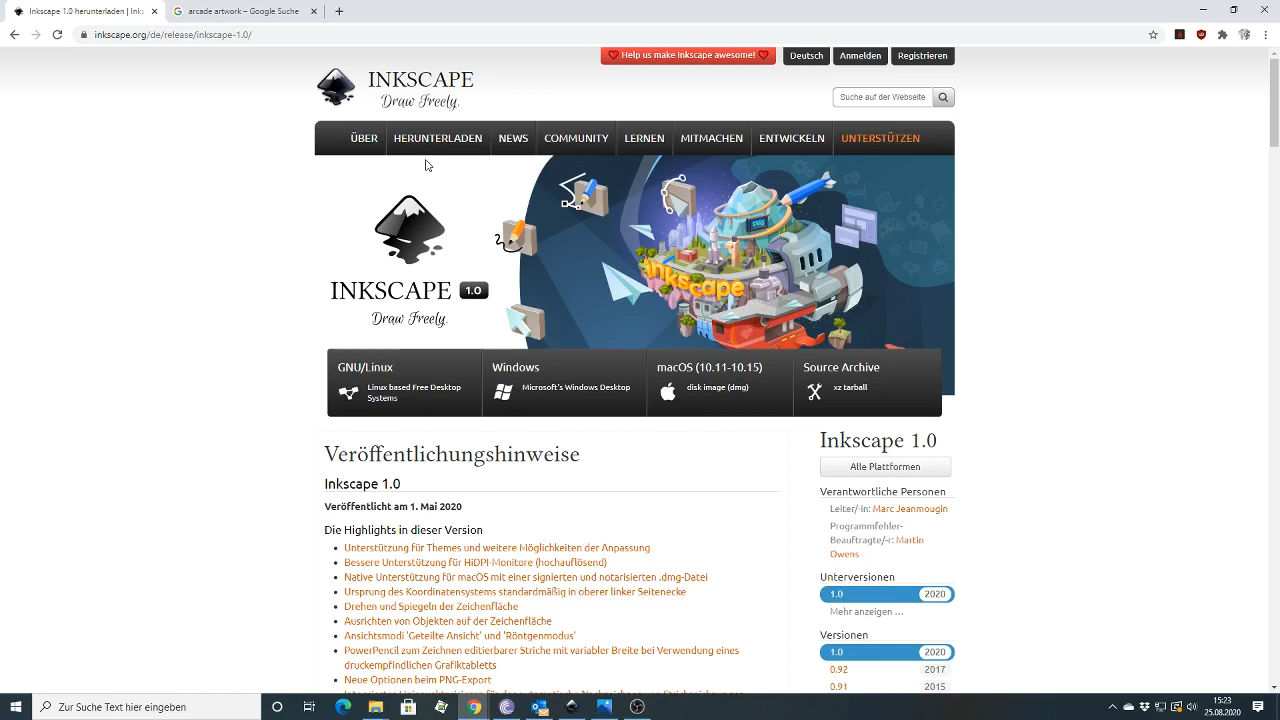 Inkscape 1.0 herunterladen | Ink
arcade artwork – Google Suche
inkscape.org/de/release/inkscape-1.0/
Help us make Inkscape awesome!
Deutsch
Anmelden
Registrieren
INKSCAPE
Draw Freely.
Suche auf der Webseite
ÜBER
HERUNTERLADEN
NEWS
COMMUNITY
LERNEN
MITMACHEN
ENTWICKELN
UNTERSTÜTZEN
SVG
inkscape
INKSCAPE 1.0
Draw Freely.
GNU/Linux
Linux based Free Desktop
Systems
Windows
Microsoft's Windows Desktop
macOS (10.11-10.15)
disk image (dmg)
Source Archive
xz tarball
Veröffentlichungshinweise
Inkscape 1.0
Veröffentlicht am 1. Mai 2020
Die Highlights in dieser Version
Unterstützung für Themes und weitere Möglichkeiten der Anpassung
Bessere Unterstützung für HiDPI-Monitore (hochauflösend)
Native Unterstützung für macOS mit einer signierten und notarisierten .dmg-Datei
Ursprung des Koordinatensystems standardmäßig in oberer linker Seitenecke
Drehen und Spiegeln der Zeichenfläche
Ausrichten von Objekten auf der Zeichenfläche
Ansichtsmodi 'Geteilte Ansicht' und 'Röntgenmodus'
PowerPencil zum Zeichnen editierbarer Striche mit variabler Breite bei Verwendung eines
druckempfindlichen Grafiktabletts
Neue Optionen beim PNG-Export
Inkscape 1.0
Alle Plattformen
Verantwortliche Personen
Leiter/-in: Marc Jeanmougin
Programmfehler-
Beauftragte/-r: Martin
Owens
Unterversionen
1.0 2020
Mehr anzeigen …
Versionen
1.0 2020
0.92 2017
0.91 2015
Zur Suche Text hier eingeben
15:23
25.08.2020